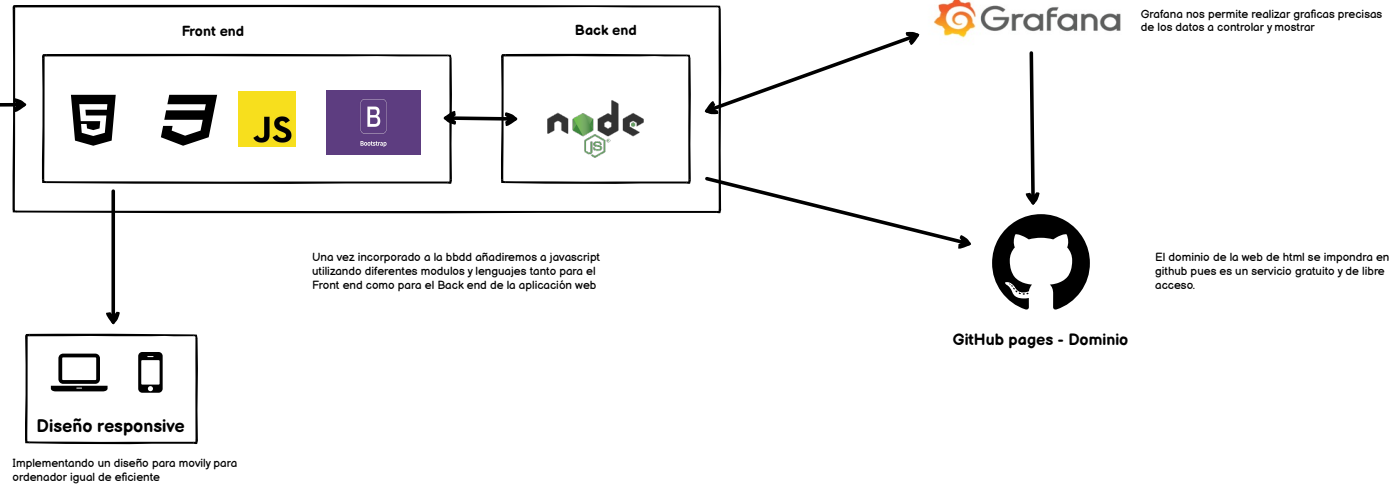 Front end
Back end
Grafana
Grafana nos permite realizar graficas precisas
de los datos a controlar y mostrar
5
3
JS
B
Bootstrap
node
JS
Una vez incorporado a la bbdd añadiremos a javascript
utilizando diferentes modulos y lenguajes tanto para el
Front end como para el Back end de la aplicación web
El dominio de la web de html se impondra en
github pues es un servicio gratuito y de libre
acceso.
GitHub pages - Dominio
Diseño responsive
Implementando un diseño para movily para
ordenador igual de eficiente